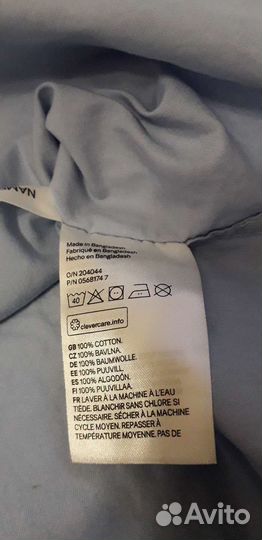 NAM
Made in Bangladesh
Fabriqué en Bangladesh
Hecho en Bangladesh
O/N 204044
P/N 0568174 7
40
clevercare.info
GB 100% COTTON.
CZ 100% BAVLNA.
DE 100% BAUMWOLLE.
EE 100% PUUVILL.
ES 100% ALGODÓN.
FI 100% PUUVILLAA.
FR LAVER À LA MACHINE À L'EAU
TIÈDE. BLANCHIR SANS CHLORE SI
NÉCESSAIRE. SÉCHER À LA MACHINE
CYCLE MOYEN. REPASSER À
TEMPÉRATURE MOYENNE. PAS DE
Avito